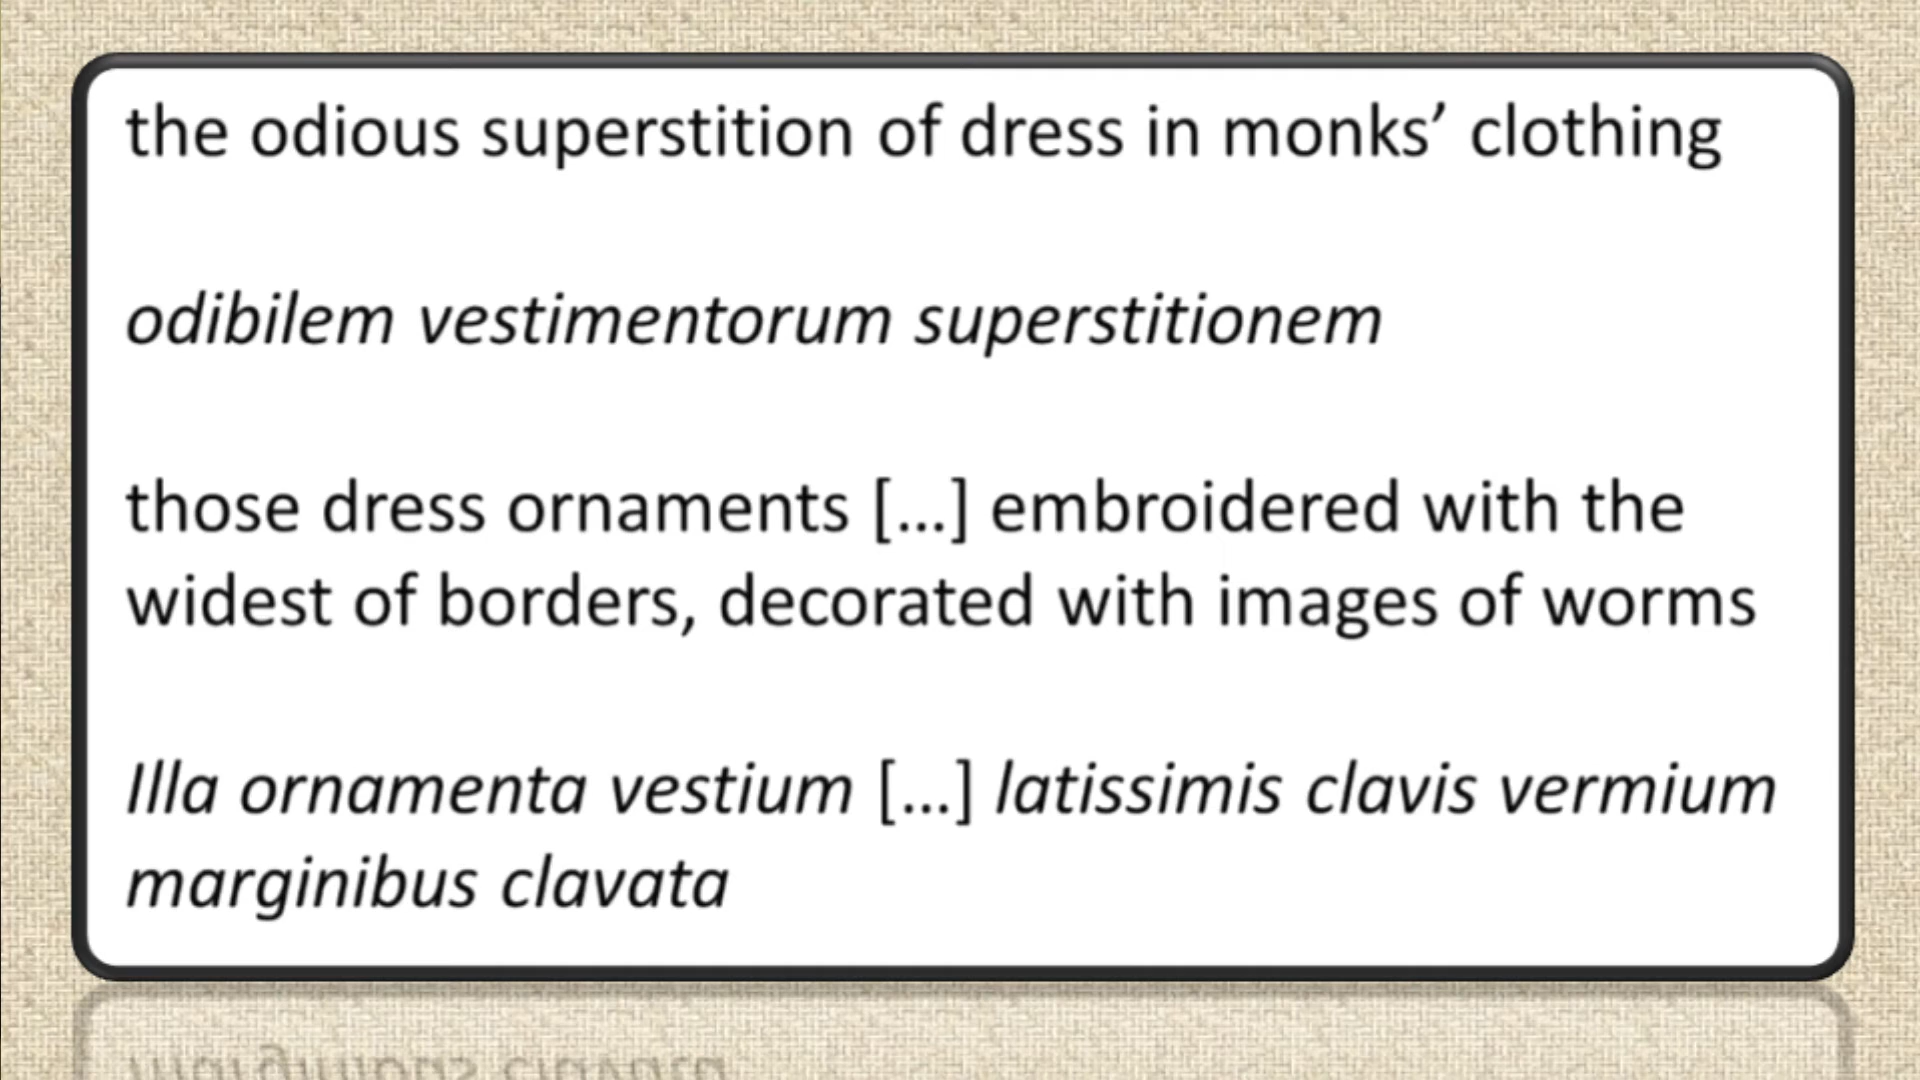 the odious superstition of dress in monks’ clothing
odibilem vestimentorum superstitionem
those dress ornaments [...] embroidered with the
widest of borders, decorated with images of worms
Illa ornamenta vestium [...] latissimis clavis vermium
marginibus clavata